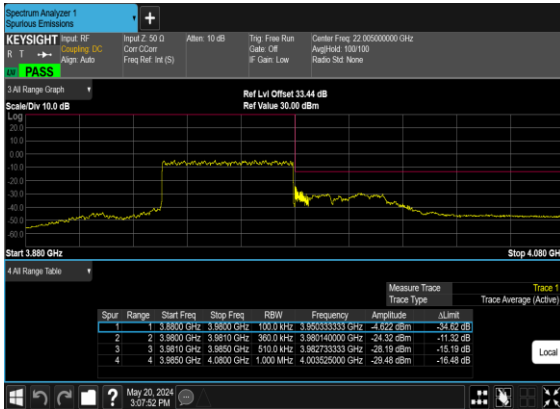 Spectrum Analyzer 1
Spurious Emissions
KEYSIGHT Input: RF Input Z: 50 Ω Atten: 10 dB Trig: Free Run Center Freq: 22.005000000 GHz
R T Coupling: DC Corr CCorr Gate: Off Avg|Hold: 100/100
Align: Auto Freq Ref: Int (S) IF Gain: Low Radio Std: None
LXI PASS
3 All Range Graph
Ref Lvl Offset 33.44 dB
Scale/Div 10.0 dB Ref Value 30.00 dBm
Log
20.0
10.0
0.00
-10.0
-20.0
-30.0
-40.0
-50.0
-60.0
Start 3.880 GHz Stop 4.080 GH
4 All Range Table
Measure Trace Trace 1
Trace Type Trace Average (Active)
Spur Range Start Freq Stop Freq RBW Frequency Amplitude ΔLimit
1 1 3.8800 GHz 3.9800 GHz 100.0 kHz 3.950333333 GHz -4.622 dBm -34.62 dB
2 2 3.9800 GHz 3.9810 GHz 360.0 kHz 3.980140000 GHz -24.32 dBm -11.32 dB
3 3 3.9810 GHz 3.9850 GHz 510.0 kHz 3.982733333 GHz -28.19 dBm -15.19 dB
4 4 3.9850 GHz 4.0800 GHz 1.000 MHz 4.003525000 GHz -29.48 dBm -16.48 dB
Local
May 20, 2024
3:07:52 PM